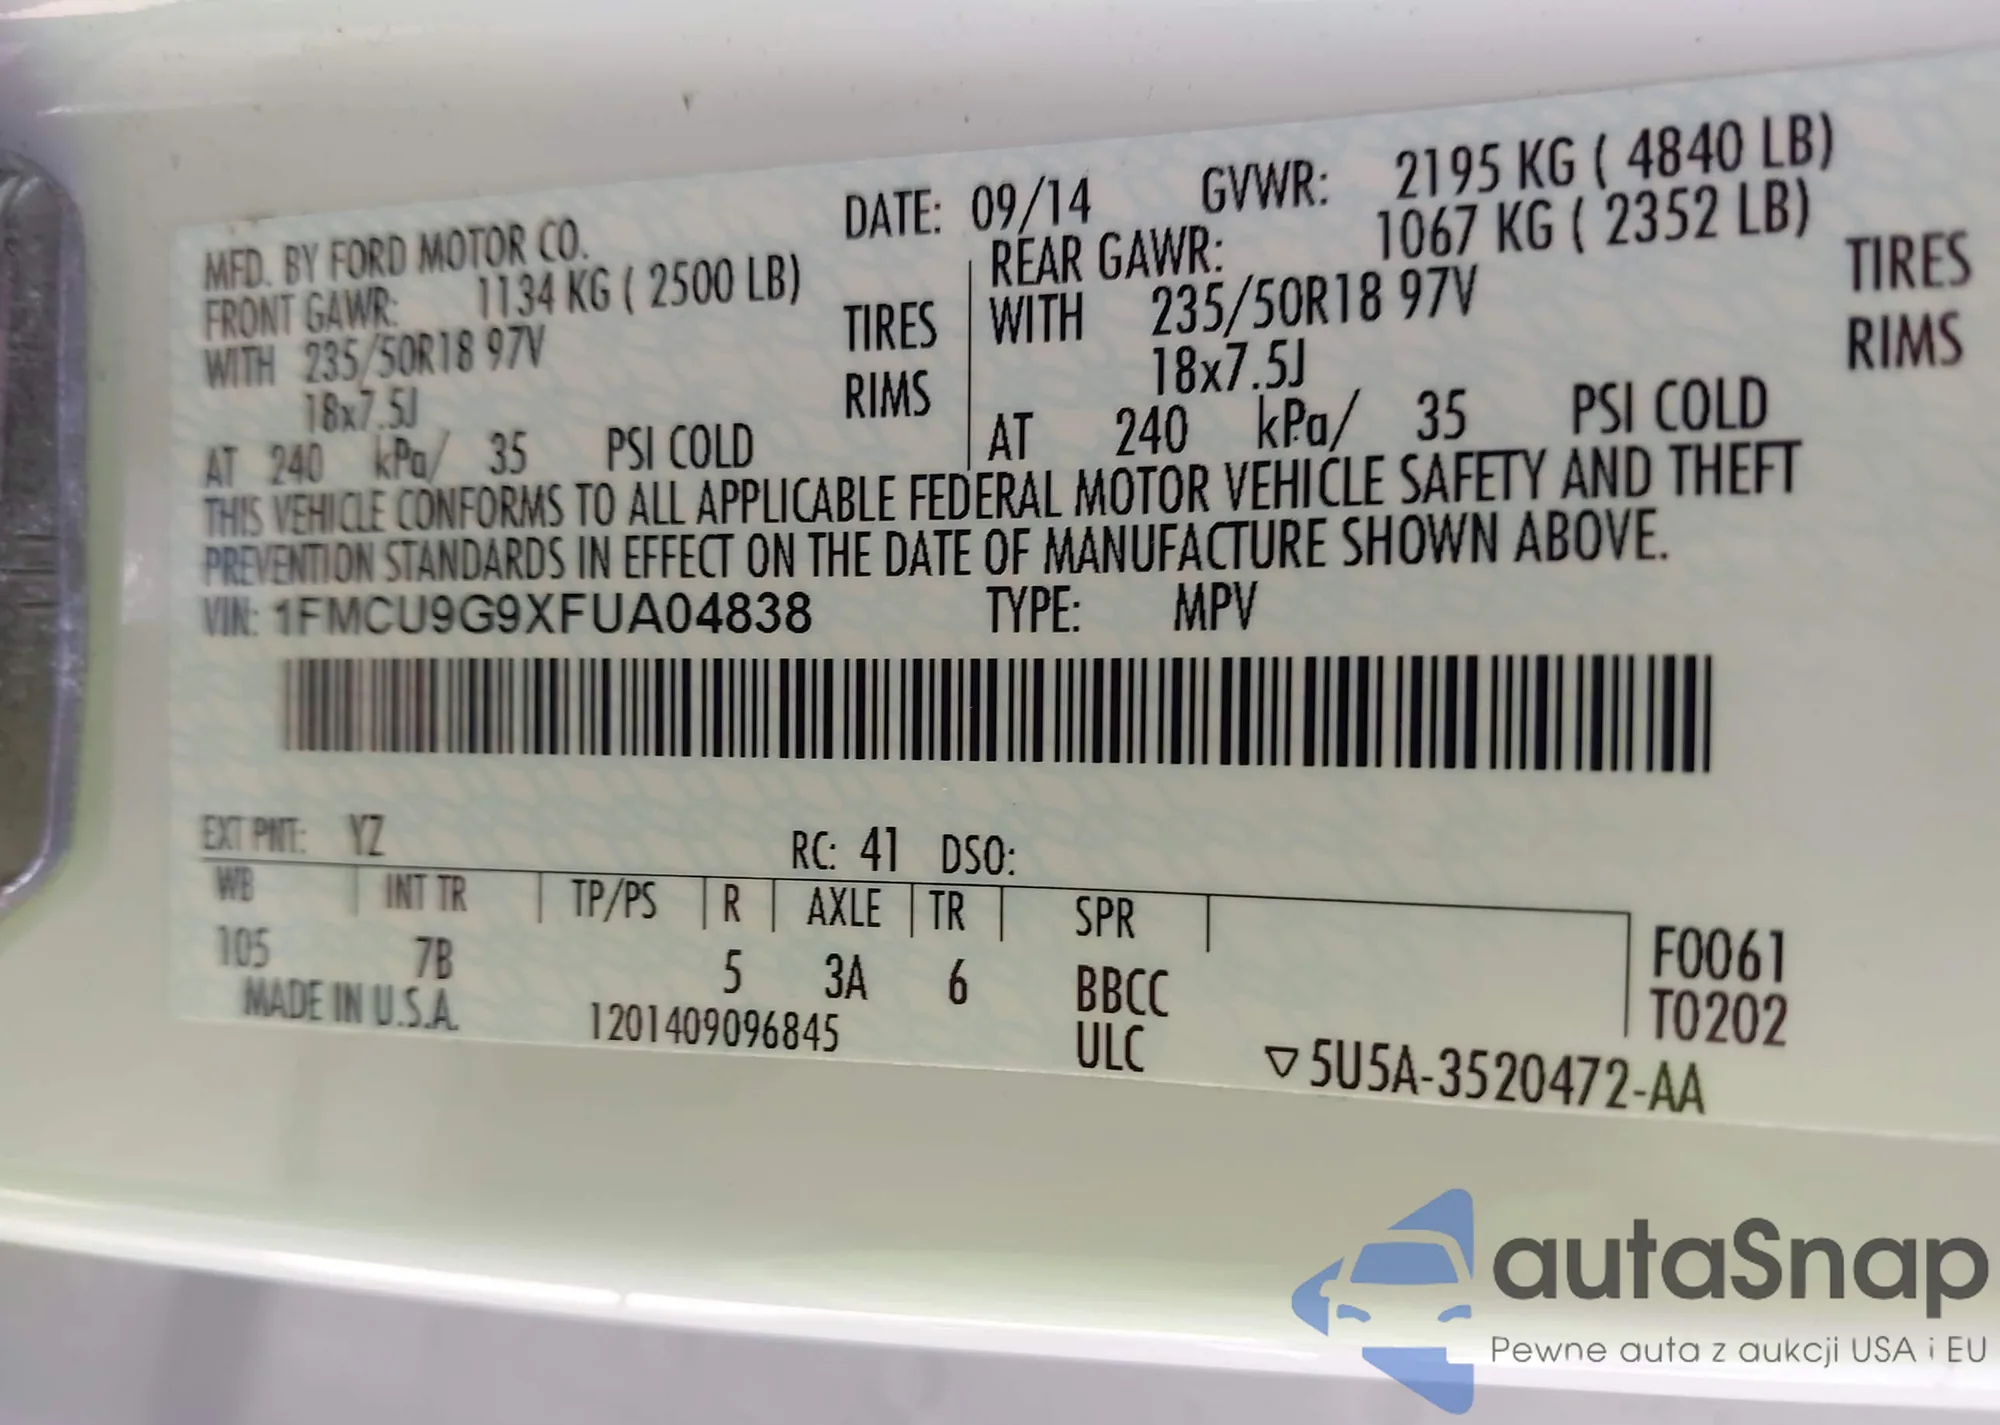 MFD. BY FORD MOTOR CO. DATE: 09/14 GVWR: 2195 KG ( 4840 LB)
FRONT GAWR: 1134 KG ( 2500 LB) REAR GAWR: 1067 KG ( 2352 LB)
WITH 235/50R18 97V TIRES WITH 235/50R18 97V TIRES
18x7.5J RIMS 18x7.5J RIMS
AT 240 kPa/ 35 PSI COLD AT 240 kPa/ 35 PSI COLD
THIS VEHICLE CONFORMS TO ALL APPLICABLE FEDERAL MOTOR VEHICLE SAFETY AND THEFT
PREVENTION STANDARDS IN EFFECT ON THE DATE OF MANUFACTURE SHOWN ABOVE.
VIN: 1FMCU9G9XFUA04838 TYPE: MPV
EXT PNT: YZ RC: 41 DSO:
WB INT TR TP/PS R AXLE TR SPR
105 7B 5 3A 6 BBCC F0061
MADE IN U.S.A. 1201409096845 ULC T0202
▽5U5A-3520472-AA
autaSnap
Pewne auta z aukcji USA i EU